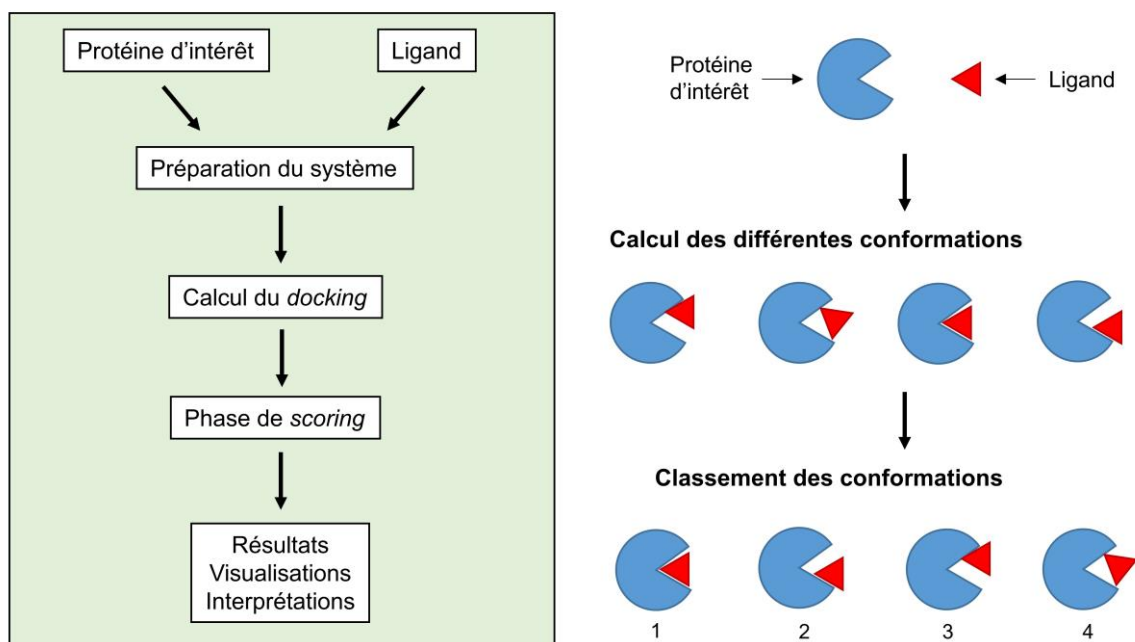 Protéine d’intérêt
Ligand
Préparation du système
Calcul du docking
Phase de scoring
Résultats
Visualisations
Interprétations
Protéine
d’intérêt
Ligand
Calcul des différentes conformations
Classement des conformations
1
2
3
4